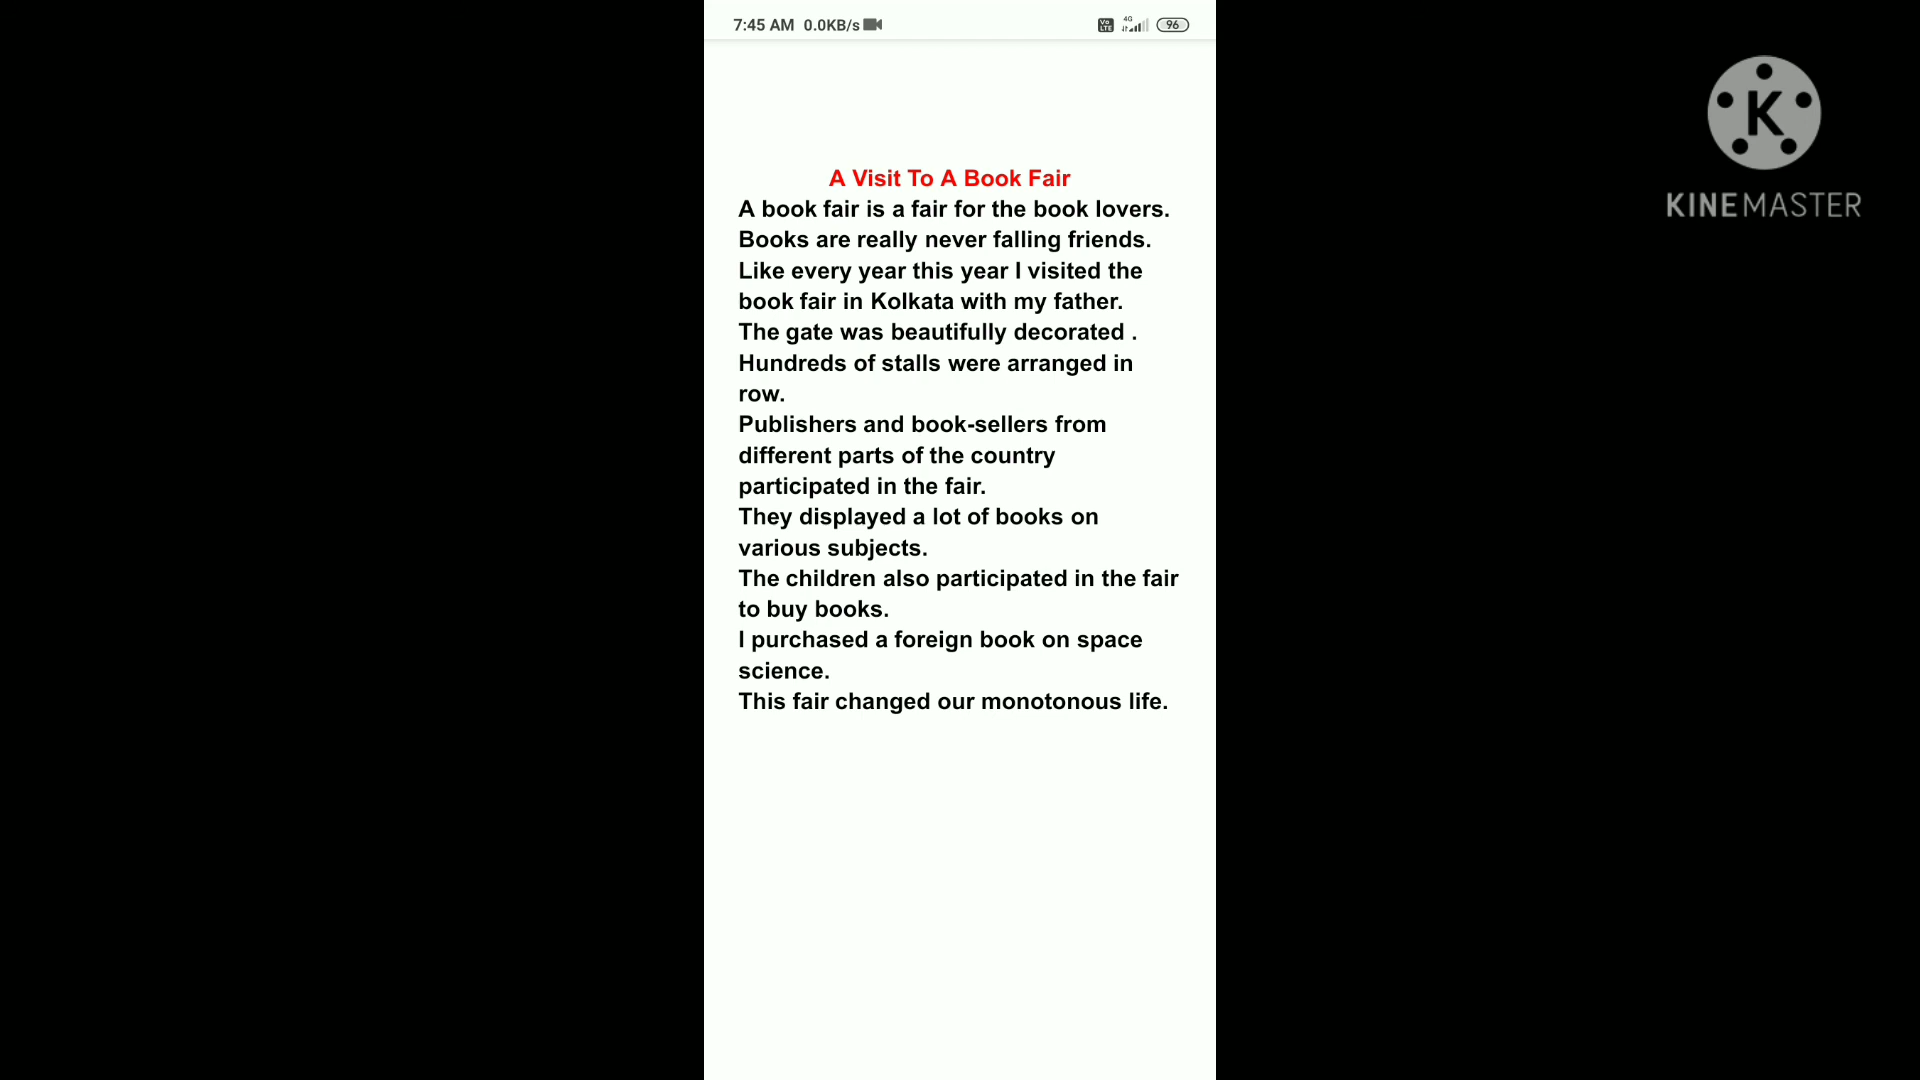 7:45 AM 0.0KB/s
Vo LTE 4G 96
K
KINEMASTER
A Visit To A Book Fair
A book fair is a fair for the book lovers.
Books are really never falling friends.
Like every year this year I visited the
book fair in Kolkata with my father.
The gate was beautifully decorated .
Hundreds of stalls were arranged in
row.
Publishers and book-sellers from
different parts of the country
participated in the fair.
They displayed a lot of books on
various subjects.
The children also participated in the fair
to buy books.
I purchased a foreign book on space
science.
This fair changed our monotonous life.